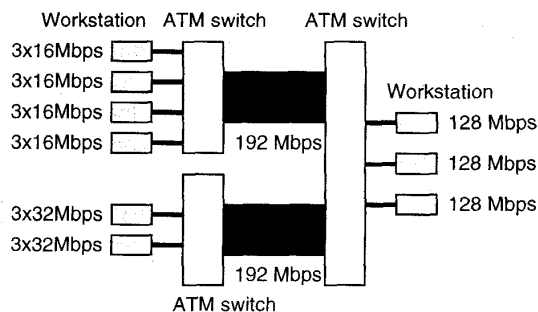 Workstation ATM switch ATM switch
3x16Mbps
3x16Mbps
3x16Mbps
3x16Mbps
192 Mbps
Workstation
128 Mbps
128 Mbps
128 Mbps
3x32Mbps
3x32Mbps
192 Mbps
ATM switch